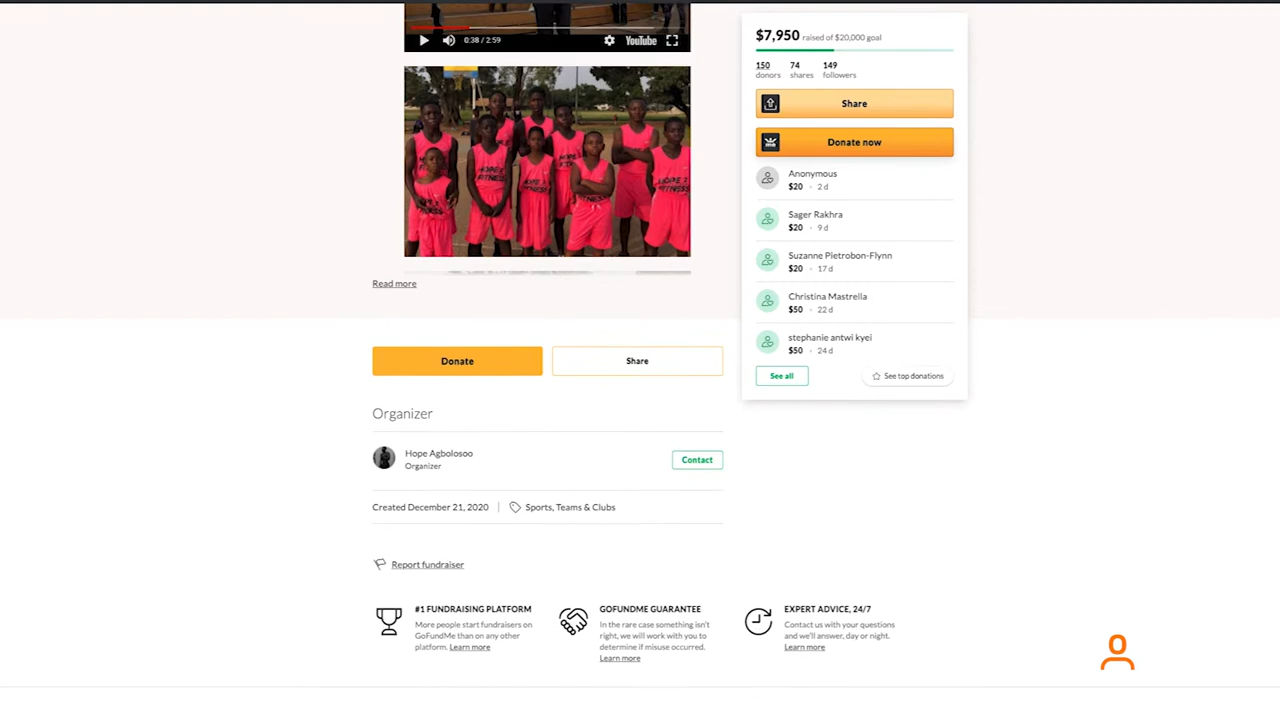 0:38 / 2:59
YouTube
HOPE 2
FITNESS
Read more
Donate
Share
Organizer
Hope Agbolosoo
Organizer
Contact
Created December 21, 2020
Sports, Teams & Clubs
Report fundraiser
$7,950 raised of $20,000 goal
150 74 149
donors shares followers
Share
me
Donate now
Anonymous
$20 • 2 d
Sager Rakhra
$20 • 9 d
Suzanne Pietrobon-Flynn
$20 • 17 d
Christina Mastrella
$50 • 22 d
stephanie antwi kyei
$50 • 24 d
See all
See top donations
#1 FUNDRAISING PLATFORM
More people start fundraisers on
GoFundMe than on any other
platform. Learn more
GOFUNDME GUARANTEE
In the rare case something isn't
right, we will work with you to
determine if misuse occurred.
Learn more
EXPERT ADVICE, 24/7
Contact us with your questions
and we'll answer, day or night.
Learn more